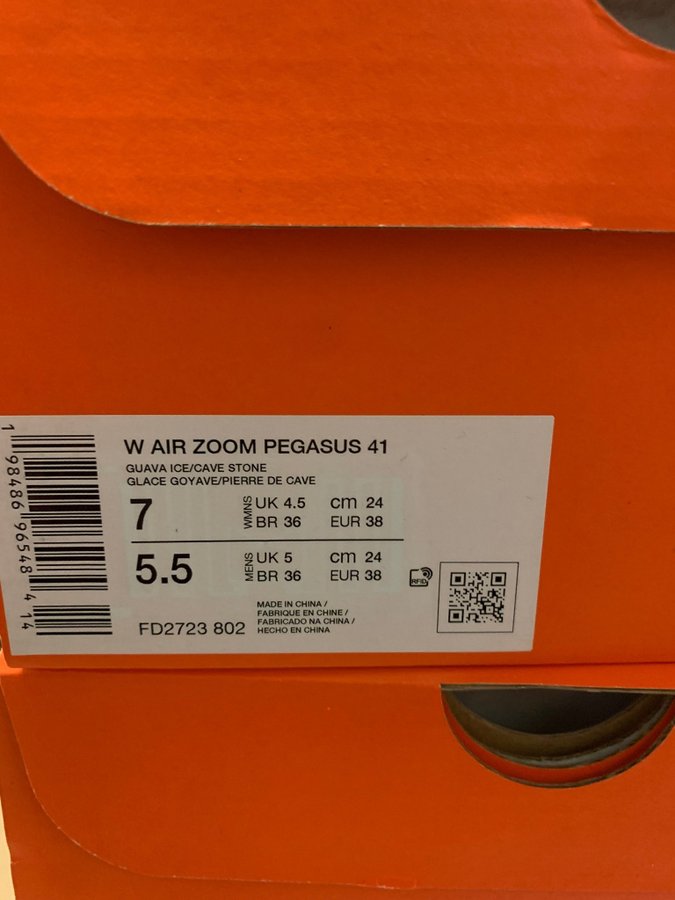 W AIR ZOOM PEGASUS 41
GUAVA ICE/CAVE STONE
GLACE GOYAVE/PIERRE DE CAVE
7 WMNS UK 4.5 cm 24
BR 36 EUR 38
5.5 MENS UK 5 cm 24
BR 36 EUR 38
RFID
FD2723 802
MADE IN CHINA /
FABRIQUE EN CHINE /
FABRICADO NA CHINA /
HECHO EN CHINA
1 98486 96548 4 14